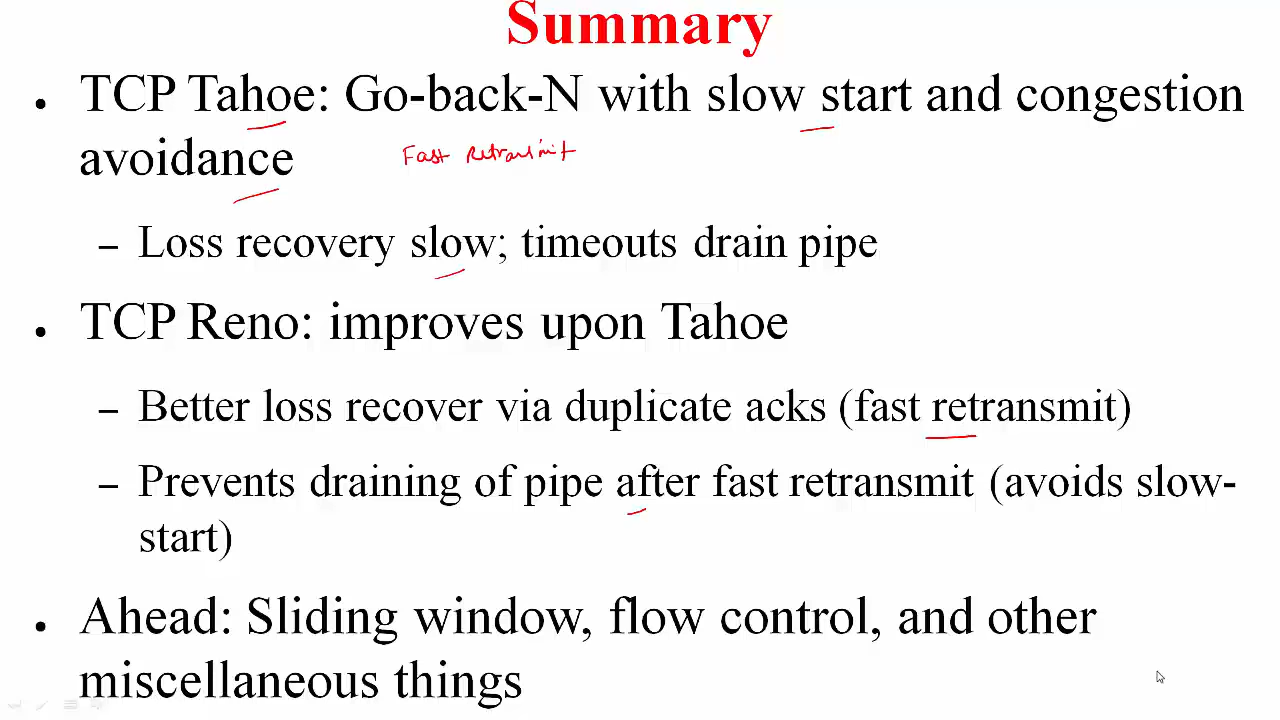 Summary
• TCP Tahoe: Go-back-N with slow start and congestion
avoidance
Fast Retransmit
– Loss recovery slow; timeouts drain pipe
• TCP Reno: improves upon Tahoe
– Better loss recover via duplicate acks (fast retransmit)
– Prevents draining of pipe after fast retransmit (avoids slow-
start)
• Ahead: Sliding window, flow control, and other
miscellaneous things